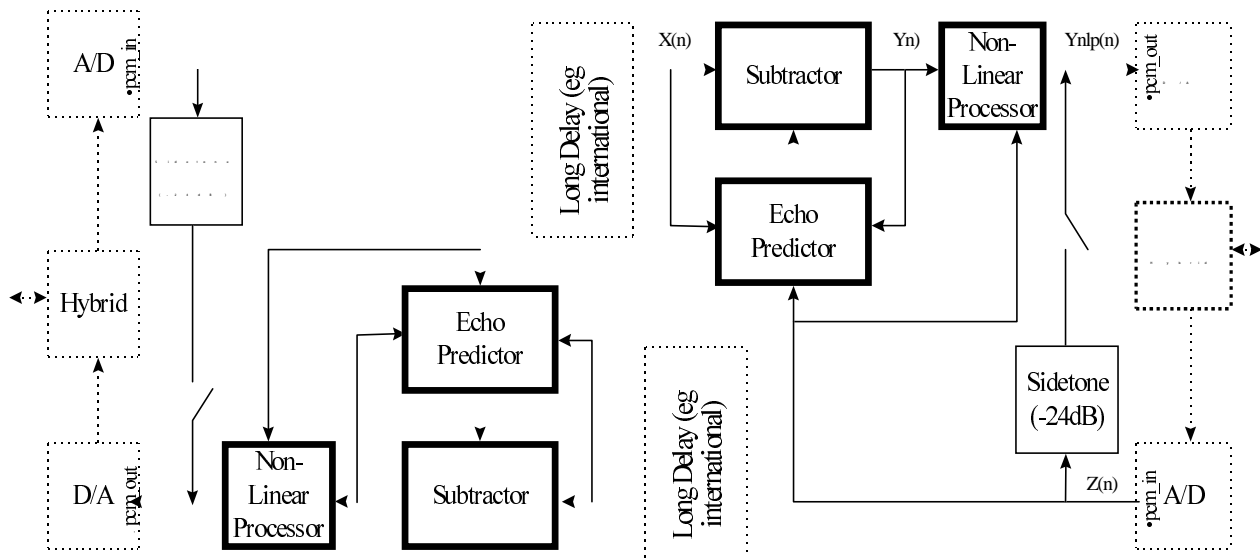 A/D
•pcm_in
Hybrid
D/A
pcm_out
Non-
Linear
Processor
Echo
Predictor
Subtractor
Long Delay (eg
international)
Long Delay (eg
international)
X(n)
Subtractor
Yn)
Non-
Linear
Processor
Ynlp(n)
•pcm_out
Echo
Predictor
Sidetone
(-24dB)
Z(n)
•pcm_in
A/D